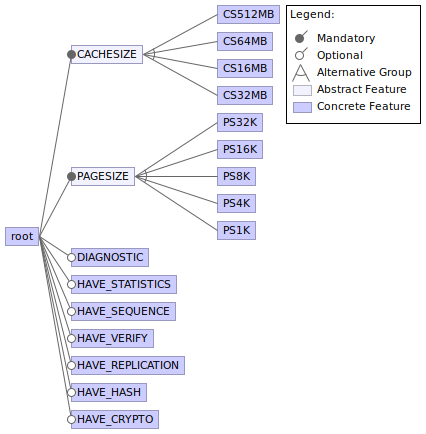 CS512MB
CS64MB
CACHESIZE
CS16MB
CS32MB
PS32K
PS16K
PAGESIZE
PS8K
PS4K
PS1K
root
DIAGNOSTIC
HAVE_STATISTICS
HAVE_SEQUENCE
HAVE_VERIFY
HAVE_REPLICATION
HAVE_HASH
HAVE_CRYPTO
Legend:
Mandatory
Optional
Alternative Group
Abstract Feature
Concrete Feature